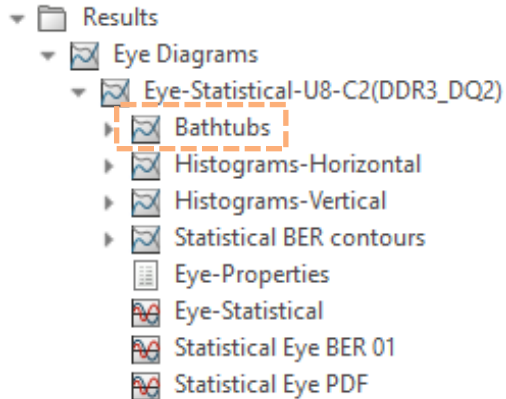 Results
Eye Diagrams
Eye-Statistical-U8-C2(DDR3_DQ2)
Bathtubs
Histograms-Horizontal
Histograms-Vertical
Statistical BER contours
Eye-Properties
Eye-Statistical
Statistical Eye BER 01
Statistical Eye PDF